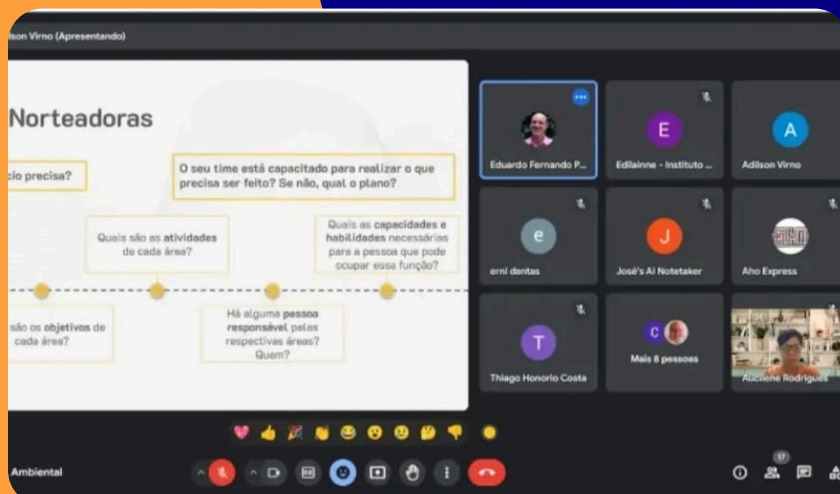 lson Virno (Apresentando)
Norteadoras
cio precisa?
O seu time está capacitado para realizar o que
precisa ser feito? Se não, qual o plano?
Quais são as atividades
de cada área?
Quais as capacidades e
habilidades necessárias
para a pessoa que pode
ocupar essa função?
são os objetivos de
cada área?
Há alguma pessoa
responsável pelas
respectivas áreas?
Quem?
Eduardo Fernando P...
E
Edilainne - Instituto ...
A
Adilson Virno
e
erni dantas
J
José's AI Notetaker
Aho Express
T
Thiago Honorio Costa
C
Mais 8 pessoas
Aucilene Rodrigues
Ambiental
17